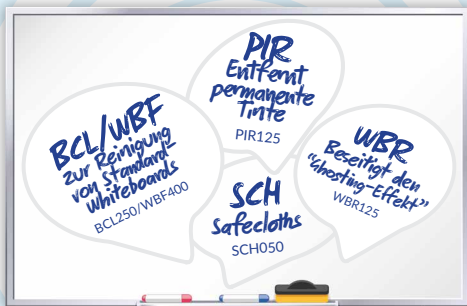 PIR
Entfernt
permanente
Tinte
PIR125
BCL/WBF
zur Reinigung
von Standard-
Whiteboards
BCL250/WBF400
WBR
Beseitigt den
"Ghosting-Effekt"
WBR125
SCH
Safecloths
SCH050